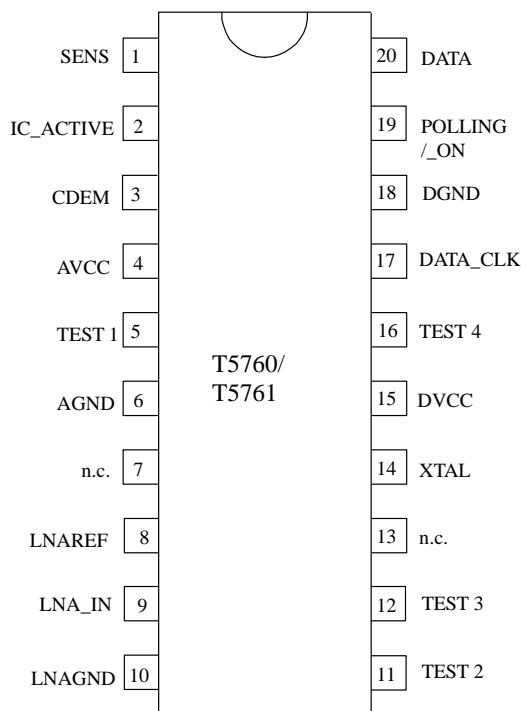 SENS 1 20 DATA
IC_ACTIVE 2 19 POLLING
/_ON
CDEM 3 18 DGND
AVCC 4 17 DATA_CLK
TEST 1 5 16 TEST 4
T5760/
T5761
AGND 6 15 DVCC
n.c. 7 14 XTAL
LNAREF 8 13 n.c.
LNA_IN 9 12 TEST 3
LNAGND 10 11 TEST 2